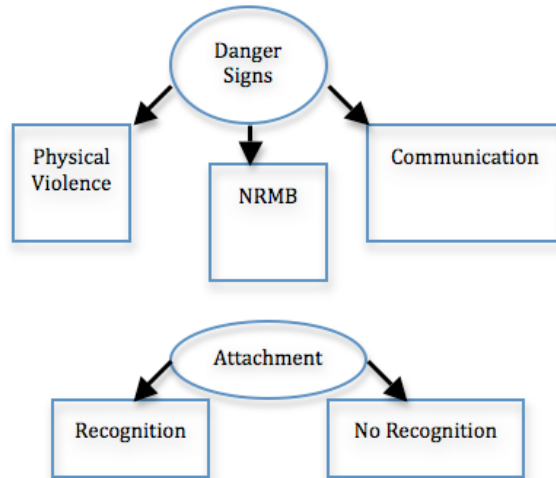 Danger
Signs
Physical
Violence
NRMB
Communication
Attachment
Recognition
No Recognition